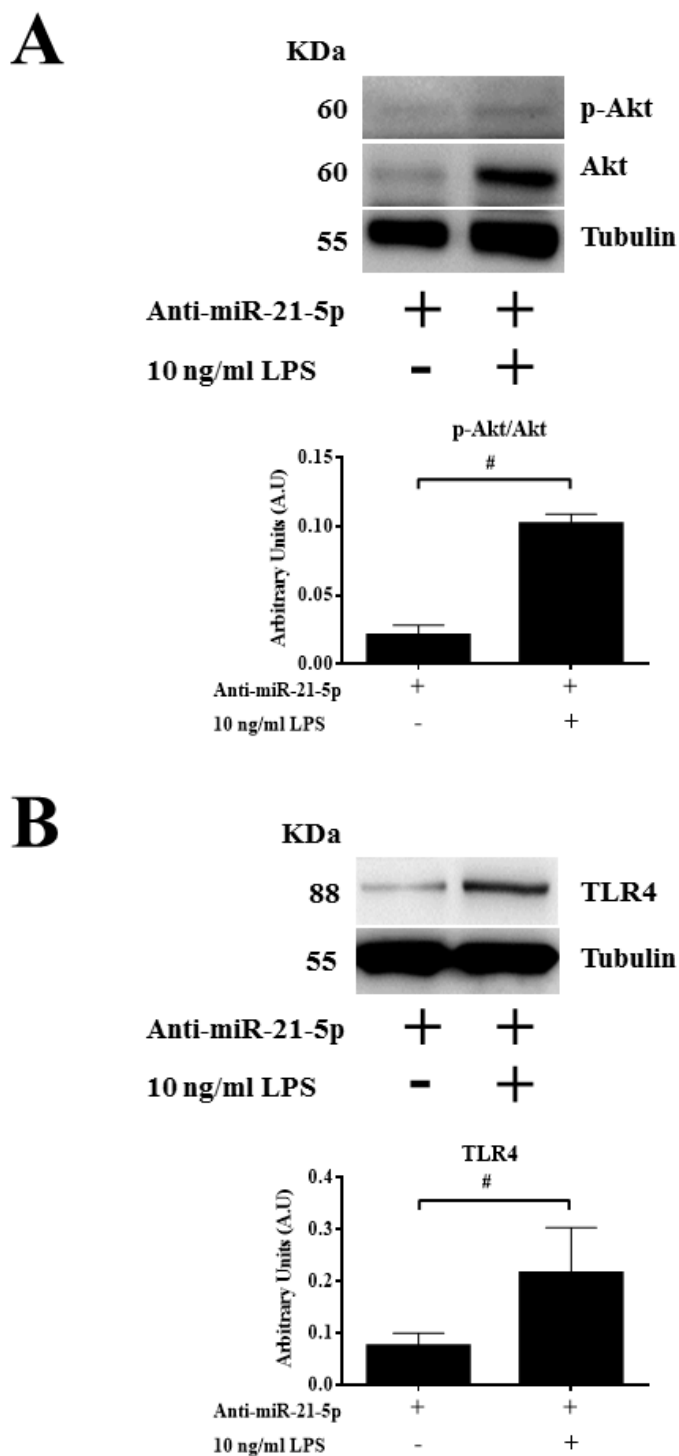 A
KDa
60 p-Akt
60 Akt
55 Tubulin
Anti-miR-21-5p + +
10 ng/ml LPS - +
p-Akt/Akt
#
Arbitrary Units (A.U)
0.15
0.10
0.05
0.00
Anti-miR-21-5p + +
10 ng/ml LPS - +
B
KDa
88 TLR4
55 Tubulin
Anti-miR-21-5p + +
10 ng/ml LPS - +
TLR4
#
Arbitrary Units (A.U)
0.4
0.3
0.2
0.1
0.0
Anti-miR-21-5p + +
10 ng/ml LPS - +